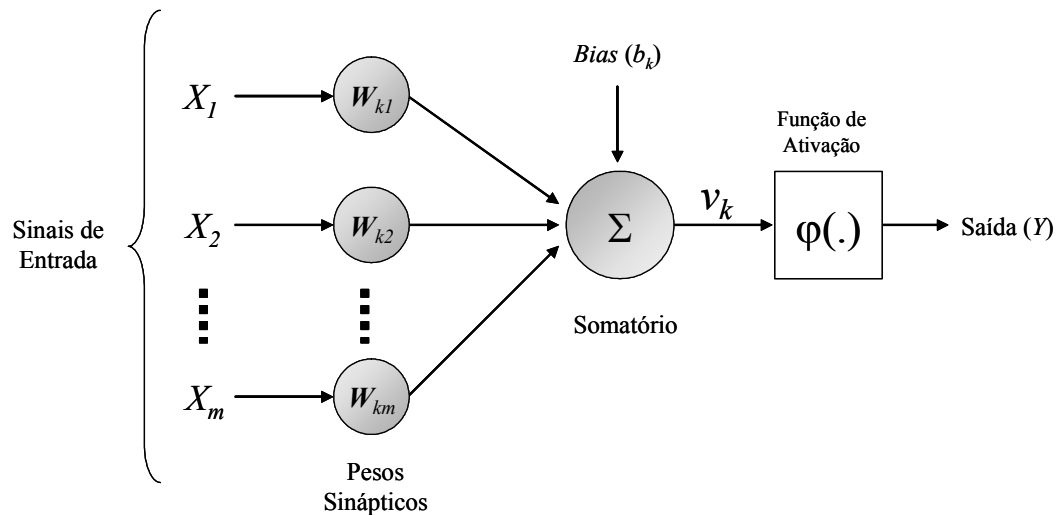 Bias (b_k)
Função de
Ativação
X_1
W_k1
X_2
W_k2
Σ
v_k
φ(.)
Saída (Y)
Sinais de
Entrada
Somatório
X_m
W_km
Pesos
Sinápticos